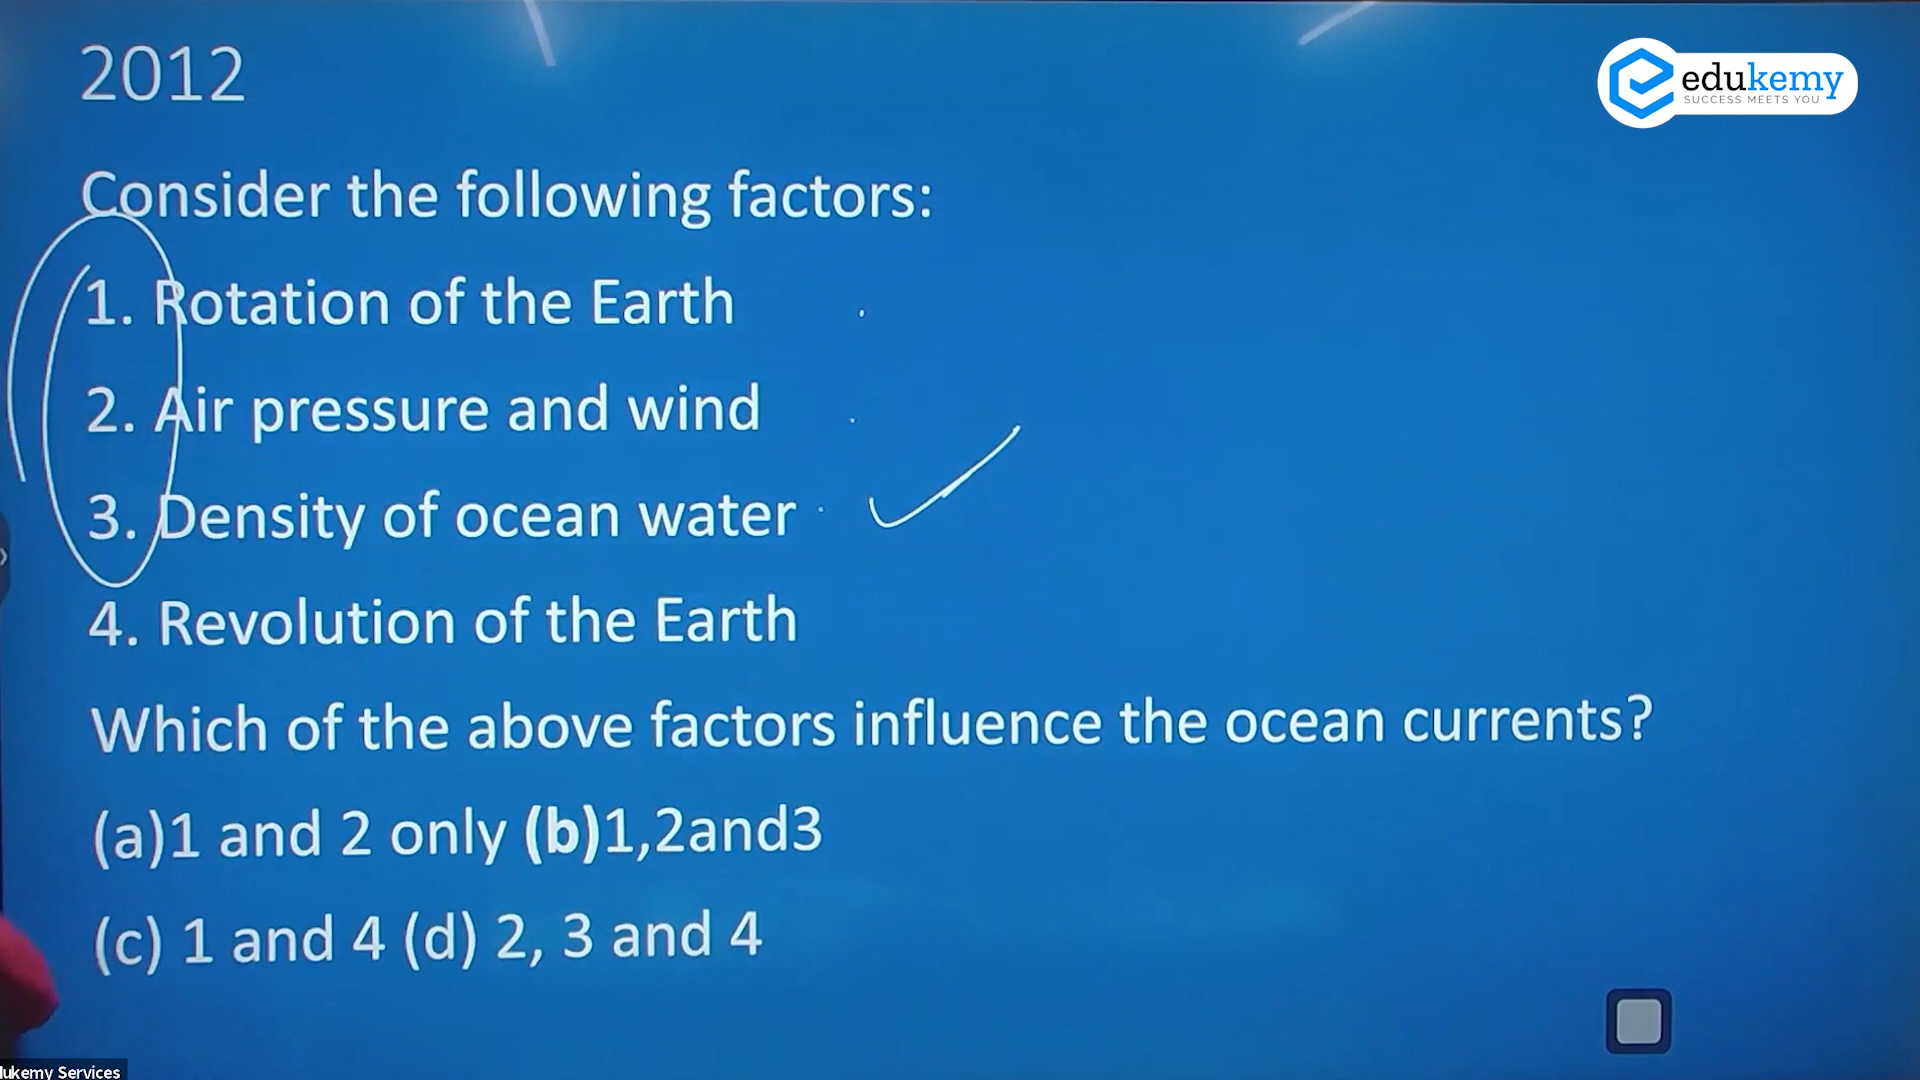 2012
edukemy
SUCCESS MEETS YOU
Consider the following factors:
1. Rotation of the Earth
2. Air pressure and wind
3. Density of ocean water
4. Revolution of the Earth
Which of the above factors influence the ocean currents?
(a)1 and 2 only (b)1,2and3
(c) 1 and 4 (d) 2, 3 and 4
lukemy Services